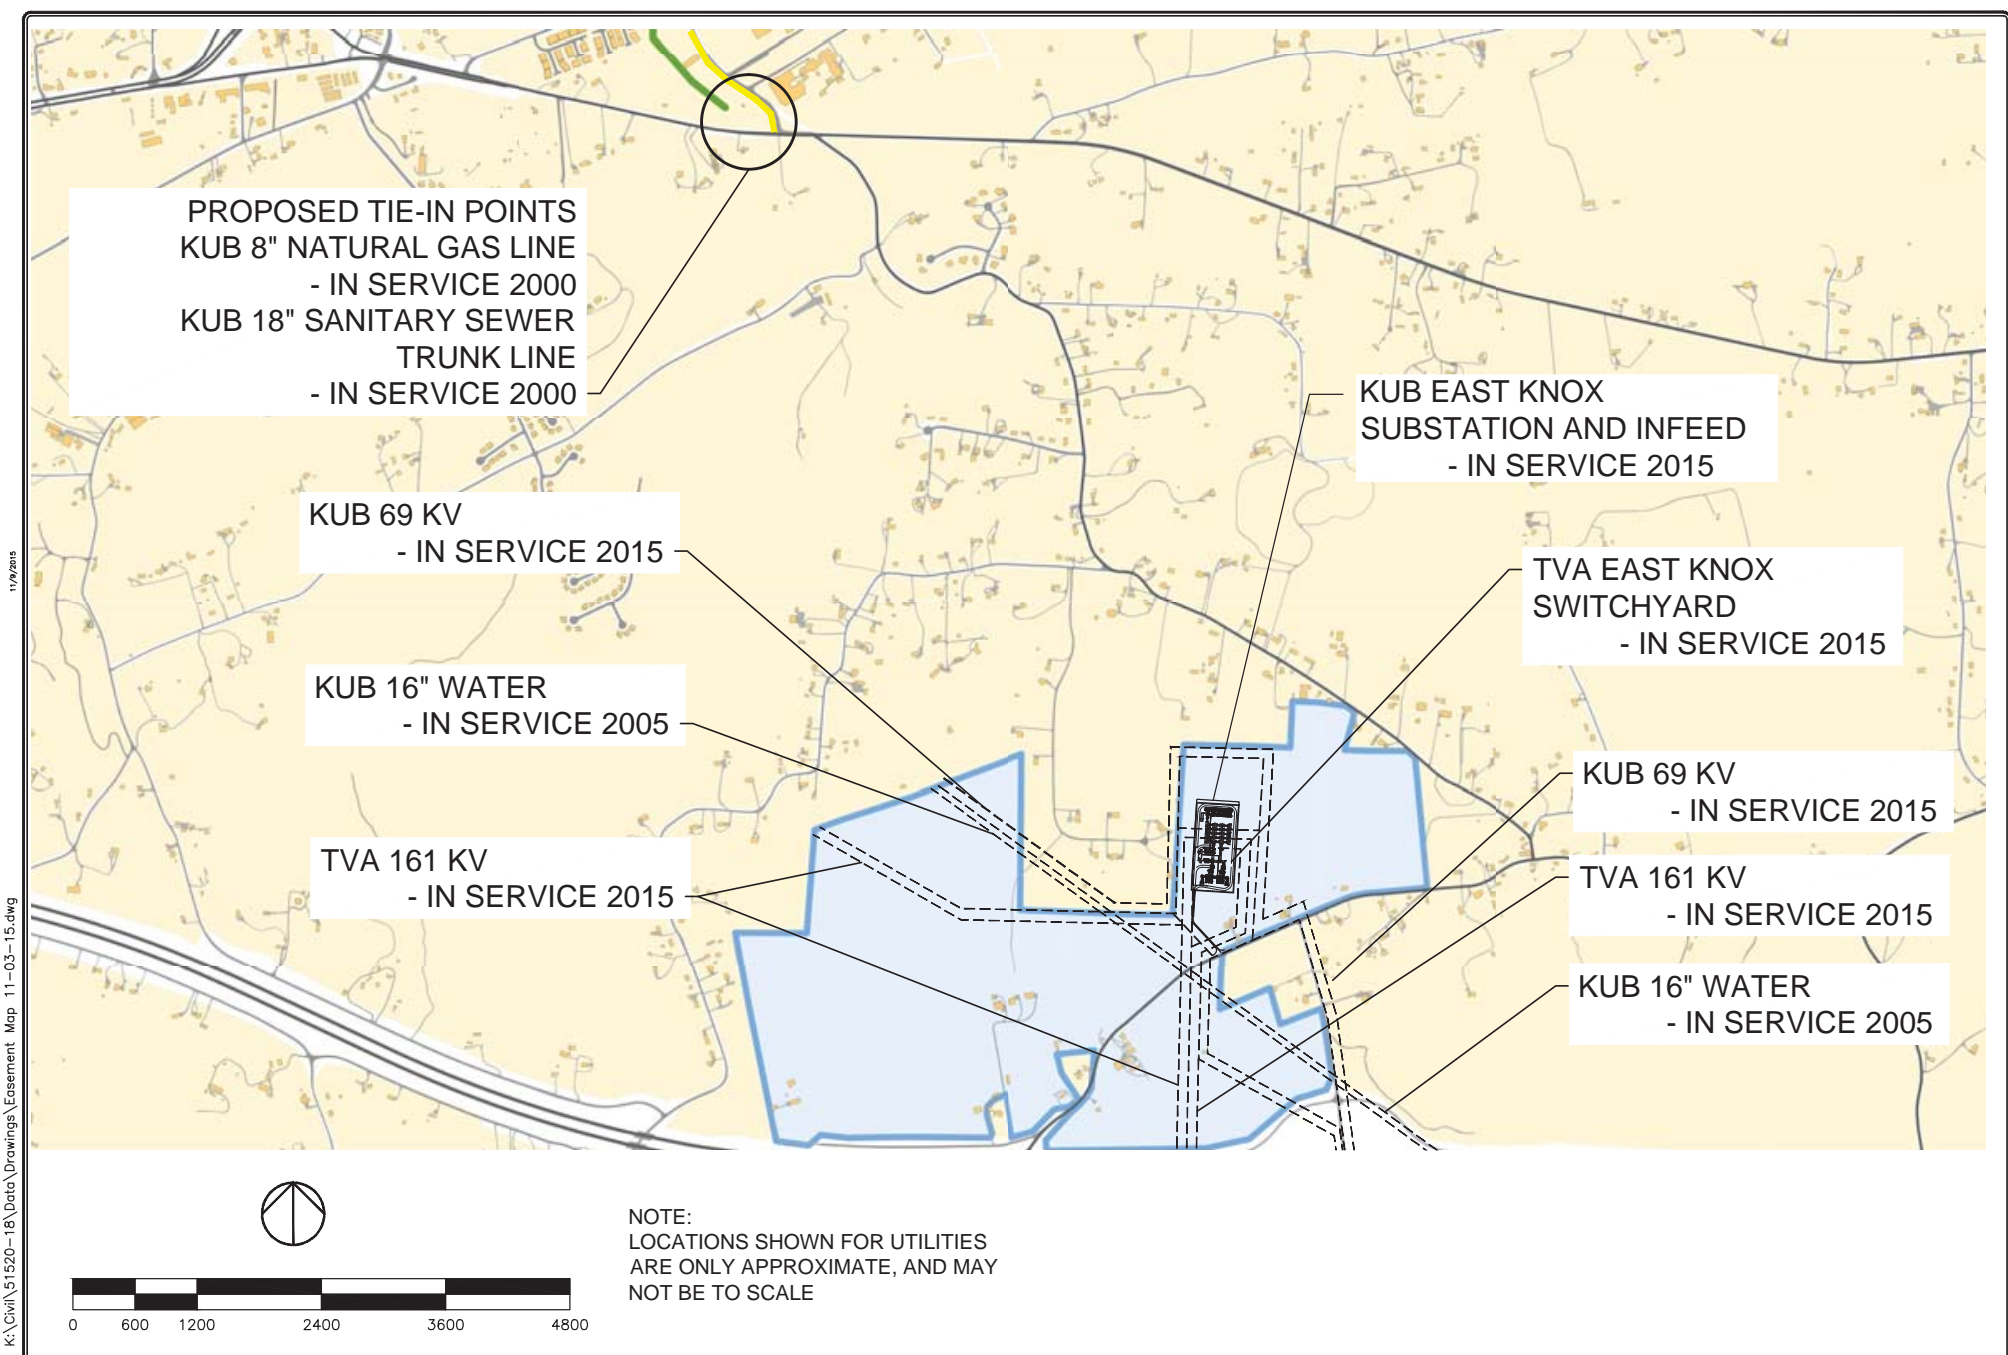 PROPOSED TIE-IN POINTS
KUB 8" NATURAL GAS LINE
- IN SERVICE 2000
KUB 18" SANITARY SEWER
TRUNK LINE
- IN SERVICE 2000
KUB EAST KNOX
SUBSTATION AND INFEED
- IN SERVICE 2015
KUB 69 KV
- IN SERVICE 2015
TVA EAST KNOX
SWITCHYARD
- IN SERVICE 2015
KUB 16" WATER
- IN SERVICE 2005
KUB 69 KV
- IN SERVICE 2015
TVA 161 KV
- IN SERVICE 2015
TVA 161 KV
- IN SERVICE 2015
KUB 16" WATER
- IN SERVICE 2005
NOTE:
LOCATIONS SHOWN FOR UTILITIES
ARE ONLY APPROXIMATE, AND MAY
NOT BE TO SCALE
0 600 1200 2400 3600 4800
11/9/2015
K:\Civil\51520-18\Data\Drawings\Easement Map 11-03-15.dwg